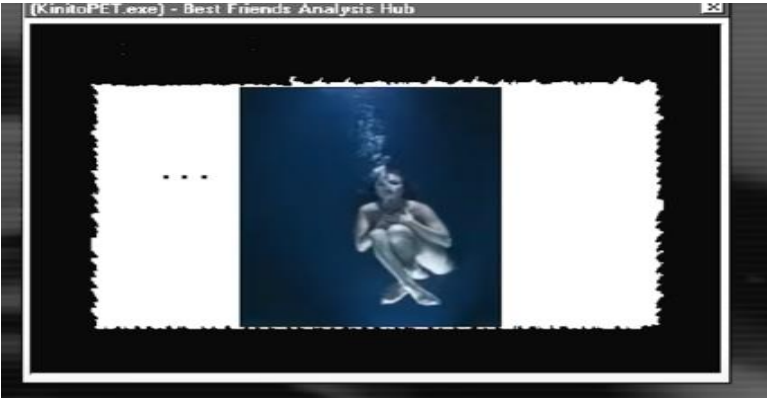 (KinitoPET.exe) - Best Friends Analysis Hub
...